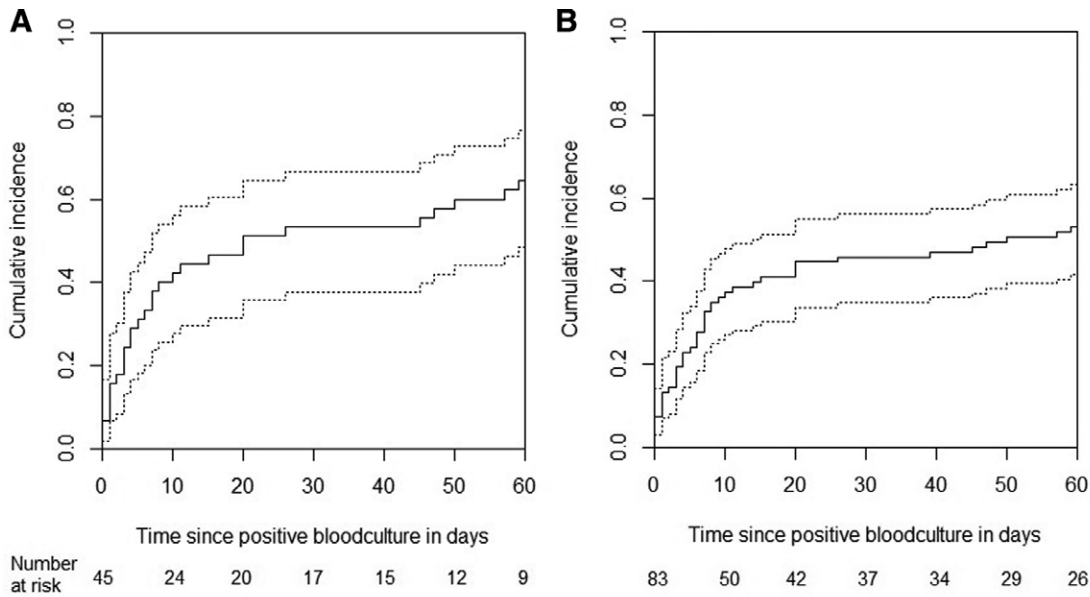 A
Cumulative incidence
1.0
0.8
0.6
0.4
0.2
0.0
0 10 20 30 40 50 60
Time since positive bloodculture in days
Number
at risk
45 24 20 17 15 12 9
B
Cumulative incidence
1.0
0.8
0.6
0.4
0.2
0.0
0 10 20 30 40 50 60
Time since positive bloodculture in days
83 50 42 37 34 29 26